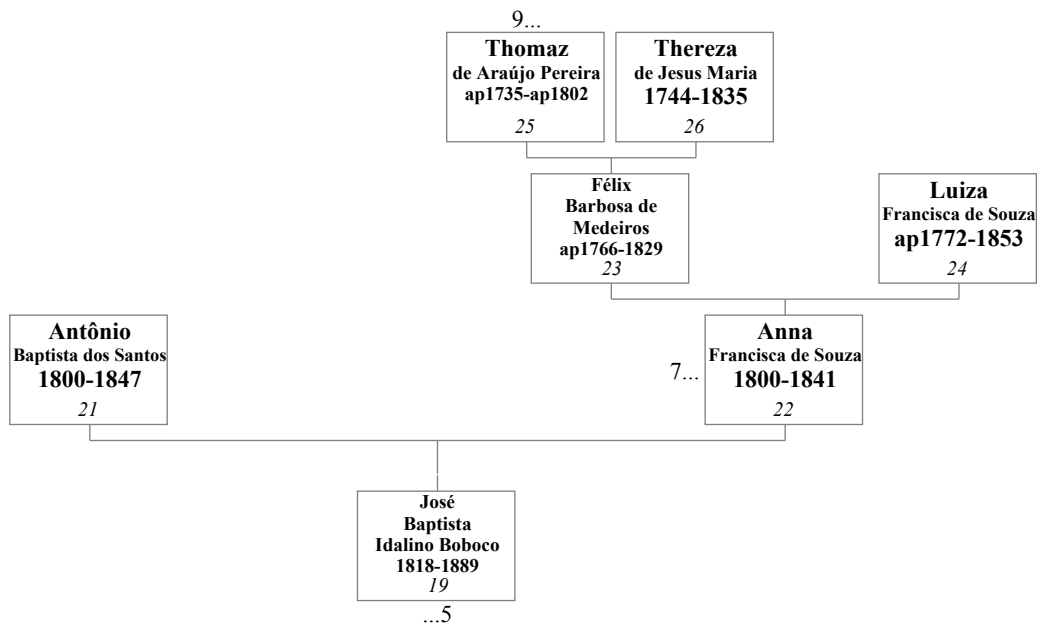 9...
Thomaz
de Araújo Pereira
ap1735-ap1802
25
Thereza
de Jesus Maria
1744-1835
26
Félix
Barbosa de
Medeiros
ap1766-1829
23
Luiza
Francisca de Souza
ap1772-1853
24
Antônio
Baptista dos Santos
1800-1847
21
7...
Anna
Francisca de Souza
1800-1841
22
José
Baptista
Idalino Boboco
1818-1889
19
...5